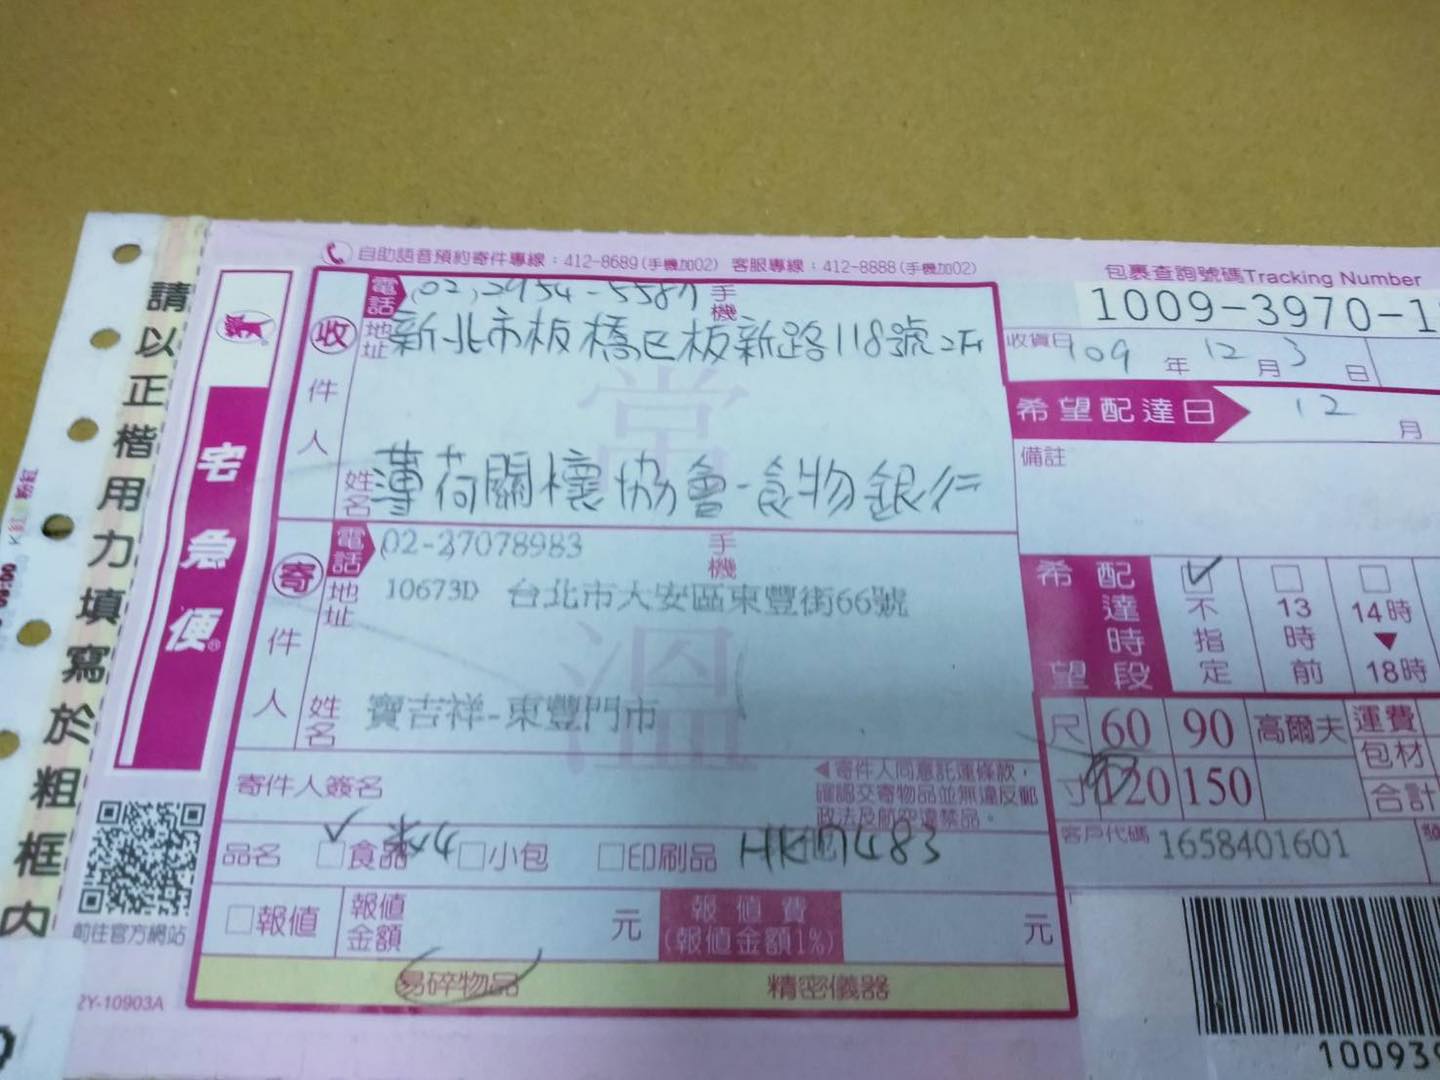 自助語音預約寄件專線：412-8689(手機加02) 客服專線：412-8888(手機加02)
包裹查詢號碼Tracking Number
1009-3970-1
請以正楷用力填寫於粗框內
宅急便®
收件人
電話 (02)2954-5587 手機
地址 新北市板橋區板新路118號2F
姓名 薄荷關懷協會-食物銀行
寄件人
電話 02-27078983 手機
地址 10673D 台北市大安區東豐街66號
姓名 寶吉祥-東豐門市
常溫
寄件人簽名
◀寄件人同意託運條款，
確認交寄物品並無違反郵
政法及航空違禁品。
品名 食品 小包 印刷品
報值 報值金額 元 報值費(報值金額1%) 元
易碎物品 精密儀器
前往官方網站
2Y-10903A
收貨日 109 年 12 月 3 日
希望配達日 12 月
備註
希望配達時段
不指定 13時前 14時▼18時
尺寸 60 90 高爾夫 運費
120 150 包材
合計
客戶代碼 1658401601
10093
粉紅